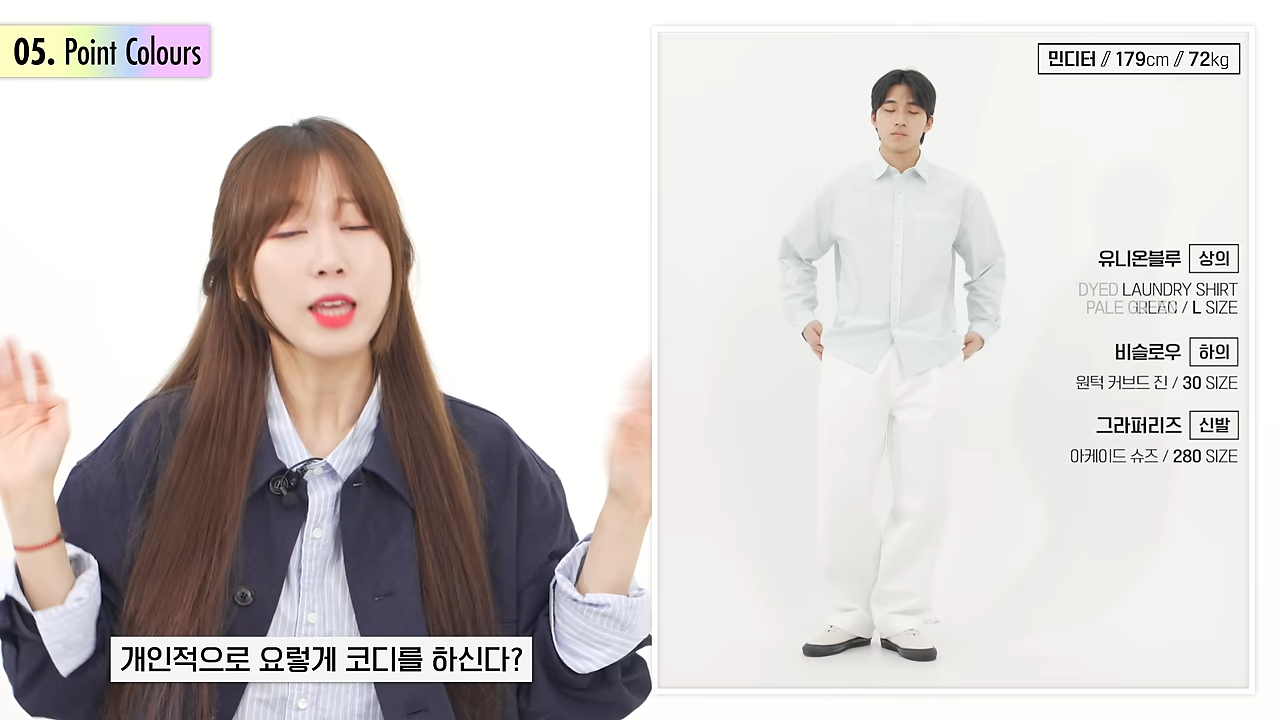 05. Point Colours
민디터 // 179cm // 72kg
유니온블루 상의
DYED LAUNDRY SHIRT
PALE GREEN / L SIZE
비슬로우 하의
원턱 커브드 진 / 30 SIZE
그라퍼리즈 신발
아케이드 슈즈 / 280 SIZE
개인적으로 요렇게 코디를 하신다?